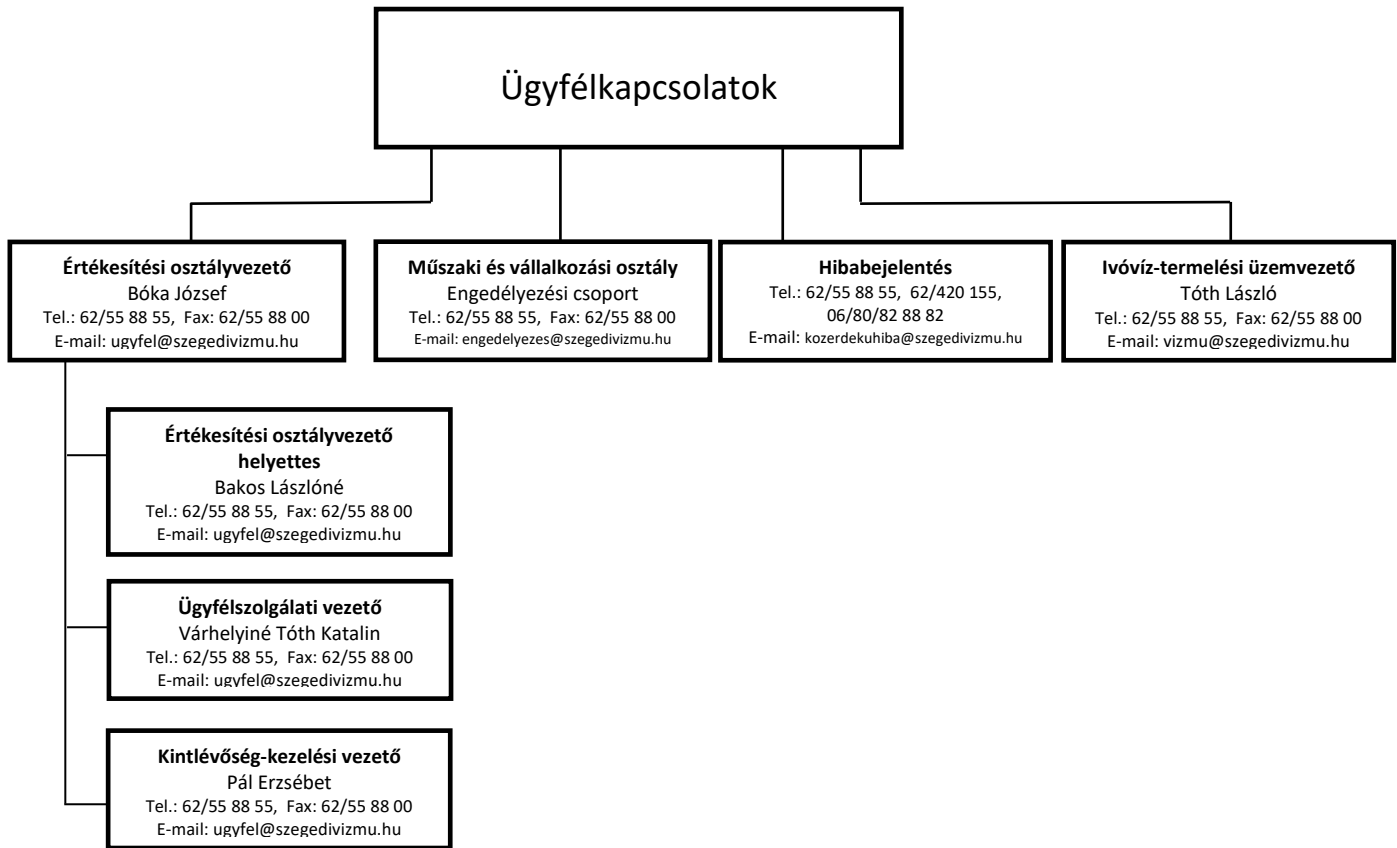 Ügyfélkapcsolatok
Értékesítési osztályvezető
Bóka József
Tel.: 62/55 88 55, Fax: 62/55 88 00
E-mail: ugyfel@szegedivizmu.hu
Műszaki és vállalkozási osztály
Engedélyezési csoport
Tel.: 62/55 88 55, Fax: 62/55 88 00
E-mail: engedelyezes@szegedivizmu.hu
Hibabejelentés
Tel.: 62/55 88 55, 62/420 155,
06/80/82 88 82
E-mail: kozerdekuhiba@szegedivizmu.hu
Ivóvíz-termelési üzemvezető
Tóth László
Tel.: 62/55 88 55, Fax: 62/55 88 00
E-mail: vizmu@szegedivizmu.hu
Értékesítési osztályvezető
helyettes
Bakos Lászlóné
Tel.: 62/55 88 55, Fax: 62/55 88 00
E-mail: ugyfel@szegedivizmu.hu
Ügyfélszolgálati vezető
Várhelyiné Tóth Katalin
Tel.: 62/55 88 55, Fax: 62/55 88 00
E-mail: ugyfel@szegedivizmu.hu
Kintlévőség-kezelési vezető
Pál Erzsébet
Tel.: 62/55 88 55, Fax: 62/55 88 00
E-mail: ugyfel@szegedivizmu.hu